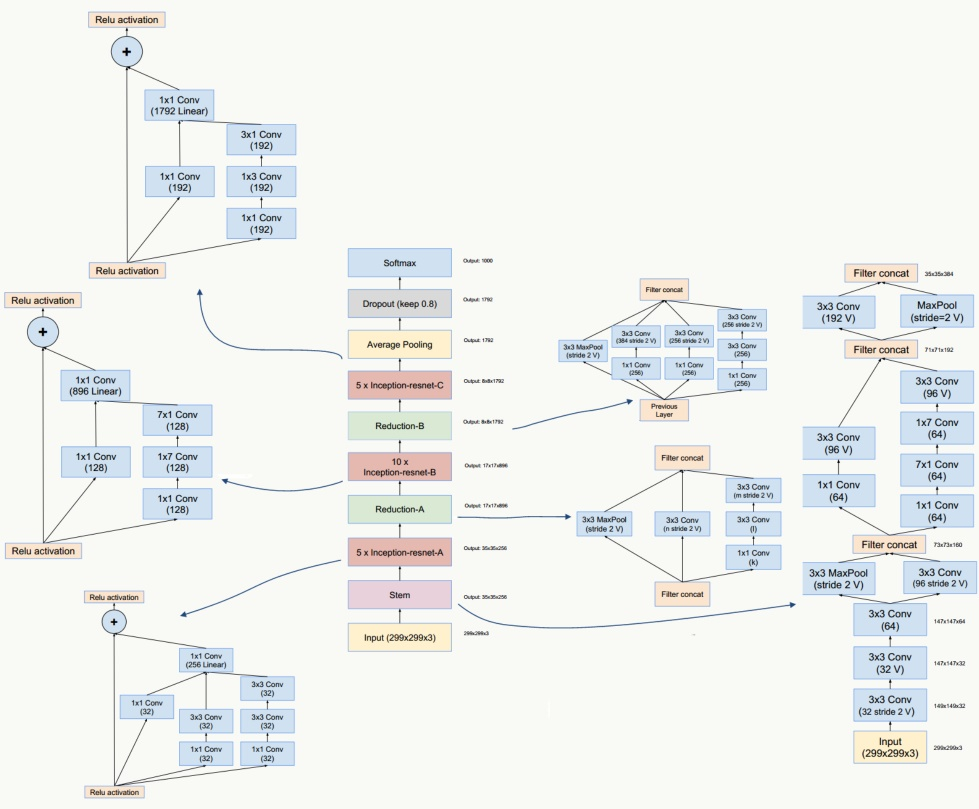 Relu activation
+
1x1 Conv
(1792 Linear)
3x1 Conv
(192)
1x1 Conv
(192)
1x3 Conv
(192)
1x1 Conv
(192)
Relu activation
Relu activation
+
1x1 Conv
(896 Linear)
7x1 Conv
(128)
1x1 Conv
(128)
1x7 Conv
(128)
1x1 Conv
(128)
Relu activation
Relu activation
+
1x1 Conv
(256 Linear)
3x3 Conv
(32)
1x1 Conv
(32)
3x3 Conv
(32)
3x3 Conv
(32)
1x1 Conv
(32)
1x1 Conv
(32)
Relu activation
Softmax
Output: 1000
Dropout (keep 0.8)
Output: 1792
Average Pooling
Output: 1792
5 x Inception-resnet-C
Output: 8x8x1792
Reduction-B
Output: 8x8x1792
10 x
Inception-resnet-B
Output: 17x17x896
Reduction-A
Output: 17x17x896
5 x Inception-resnet-A
Output: 35x35x256
Stem
Output: 35x35x256
Input (299x299x3)
299x299x3
Filter concat
3x3 Conv
(256 stride 2 V)
3x3 MaxPool
(stride 2 V)
3x3 Conv
(384 stride 2 V)
3x3 Conv
(256 stride 2 V)
3x3 Conv
(256)
1x1 Conv
(256)
1x1 Conv
(256)
1x1 Conv
(256)
Previous
Layer
Filter concat
3x3 Conv
(m stride 2 V)
3x3 MaxPool
(stride 2 V)
3x3 Conv
(n stride 2 V)
3x3 Conv
(l)
1x1 Conv
(k)
Filter concat
Filter concat
35x35x384
3x3 Conv
(192 V)
MaxPool
(stride=2 V)
Filter concat
71x71x192
3x3 Conv
(96 V)
1x7 Conv
(64)
3x3 Conv
(96 V)
7x1 Conv
(64)
1x1 Conv
(64)
1x1 Conv
(64)
Filter concat
73x73x160
3x3 MaxPool
(stride 2 V)
3x3 Conv
(96 stride 2 V)
3x3 Conv
(64)
147x147x64
3x3 Conv
(32 V)
147x147x32
3x3 Conv
(32 stride 2 V)
149x149x32
Input
(299x299x3)
299x299x3